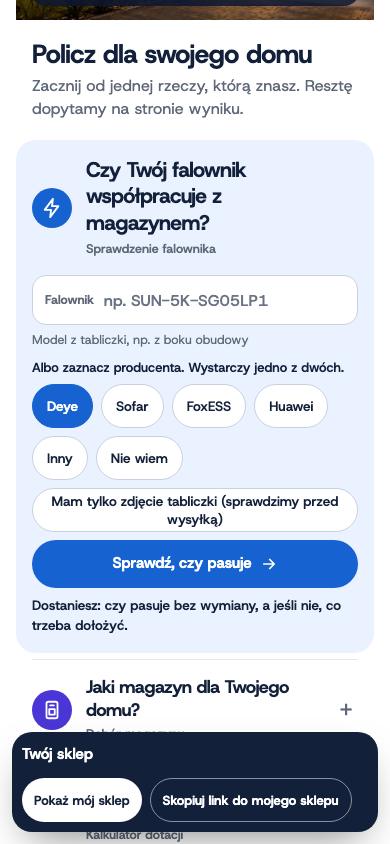 Policz dla swojego domu
Zacznij od jednej rzeczy, którą znasz. Resztę
dopytamy na stronie wyniku.
Czy Twój falownik
współpracuje z
magazynem?
Sprawdzenie falownika
Falownik np. SUN-5K-SG05LP1
Model z tabliczki, np. z boku obudowy
Albo zaznacz producenta. Wystarczy jedno z dwóch.
Deye Sofar FoxESS Huawei
Inny Nie wiem
Mam tylko zdjęcie tabliczki (sprawdzimy przed
wysyłką)
Sprawdź, czy pasuje →
Dostaniesz: czy pasuje bez wymiany, a jeśli nie, co
trzeba dołożyć.
Jaki magazyn dla Twojego
domu? +
Twój sklep
Pokaż mój sklep Skopiuj link do mojego sklepu
Kalkulator dotacji